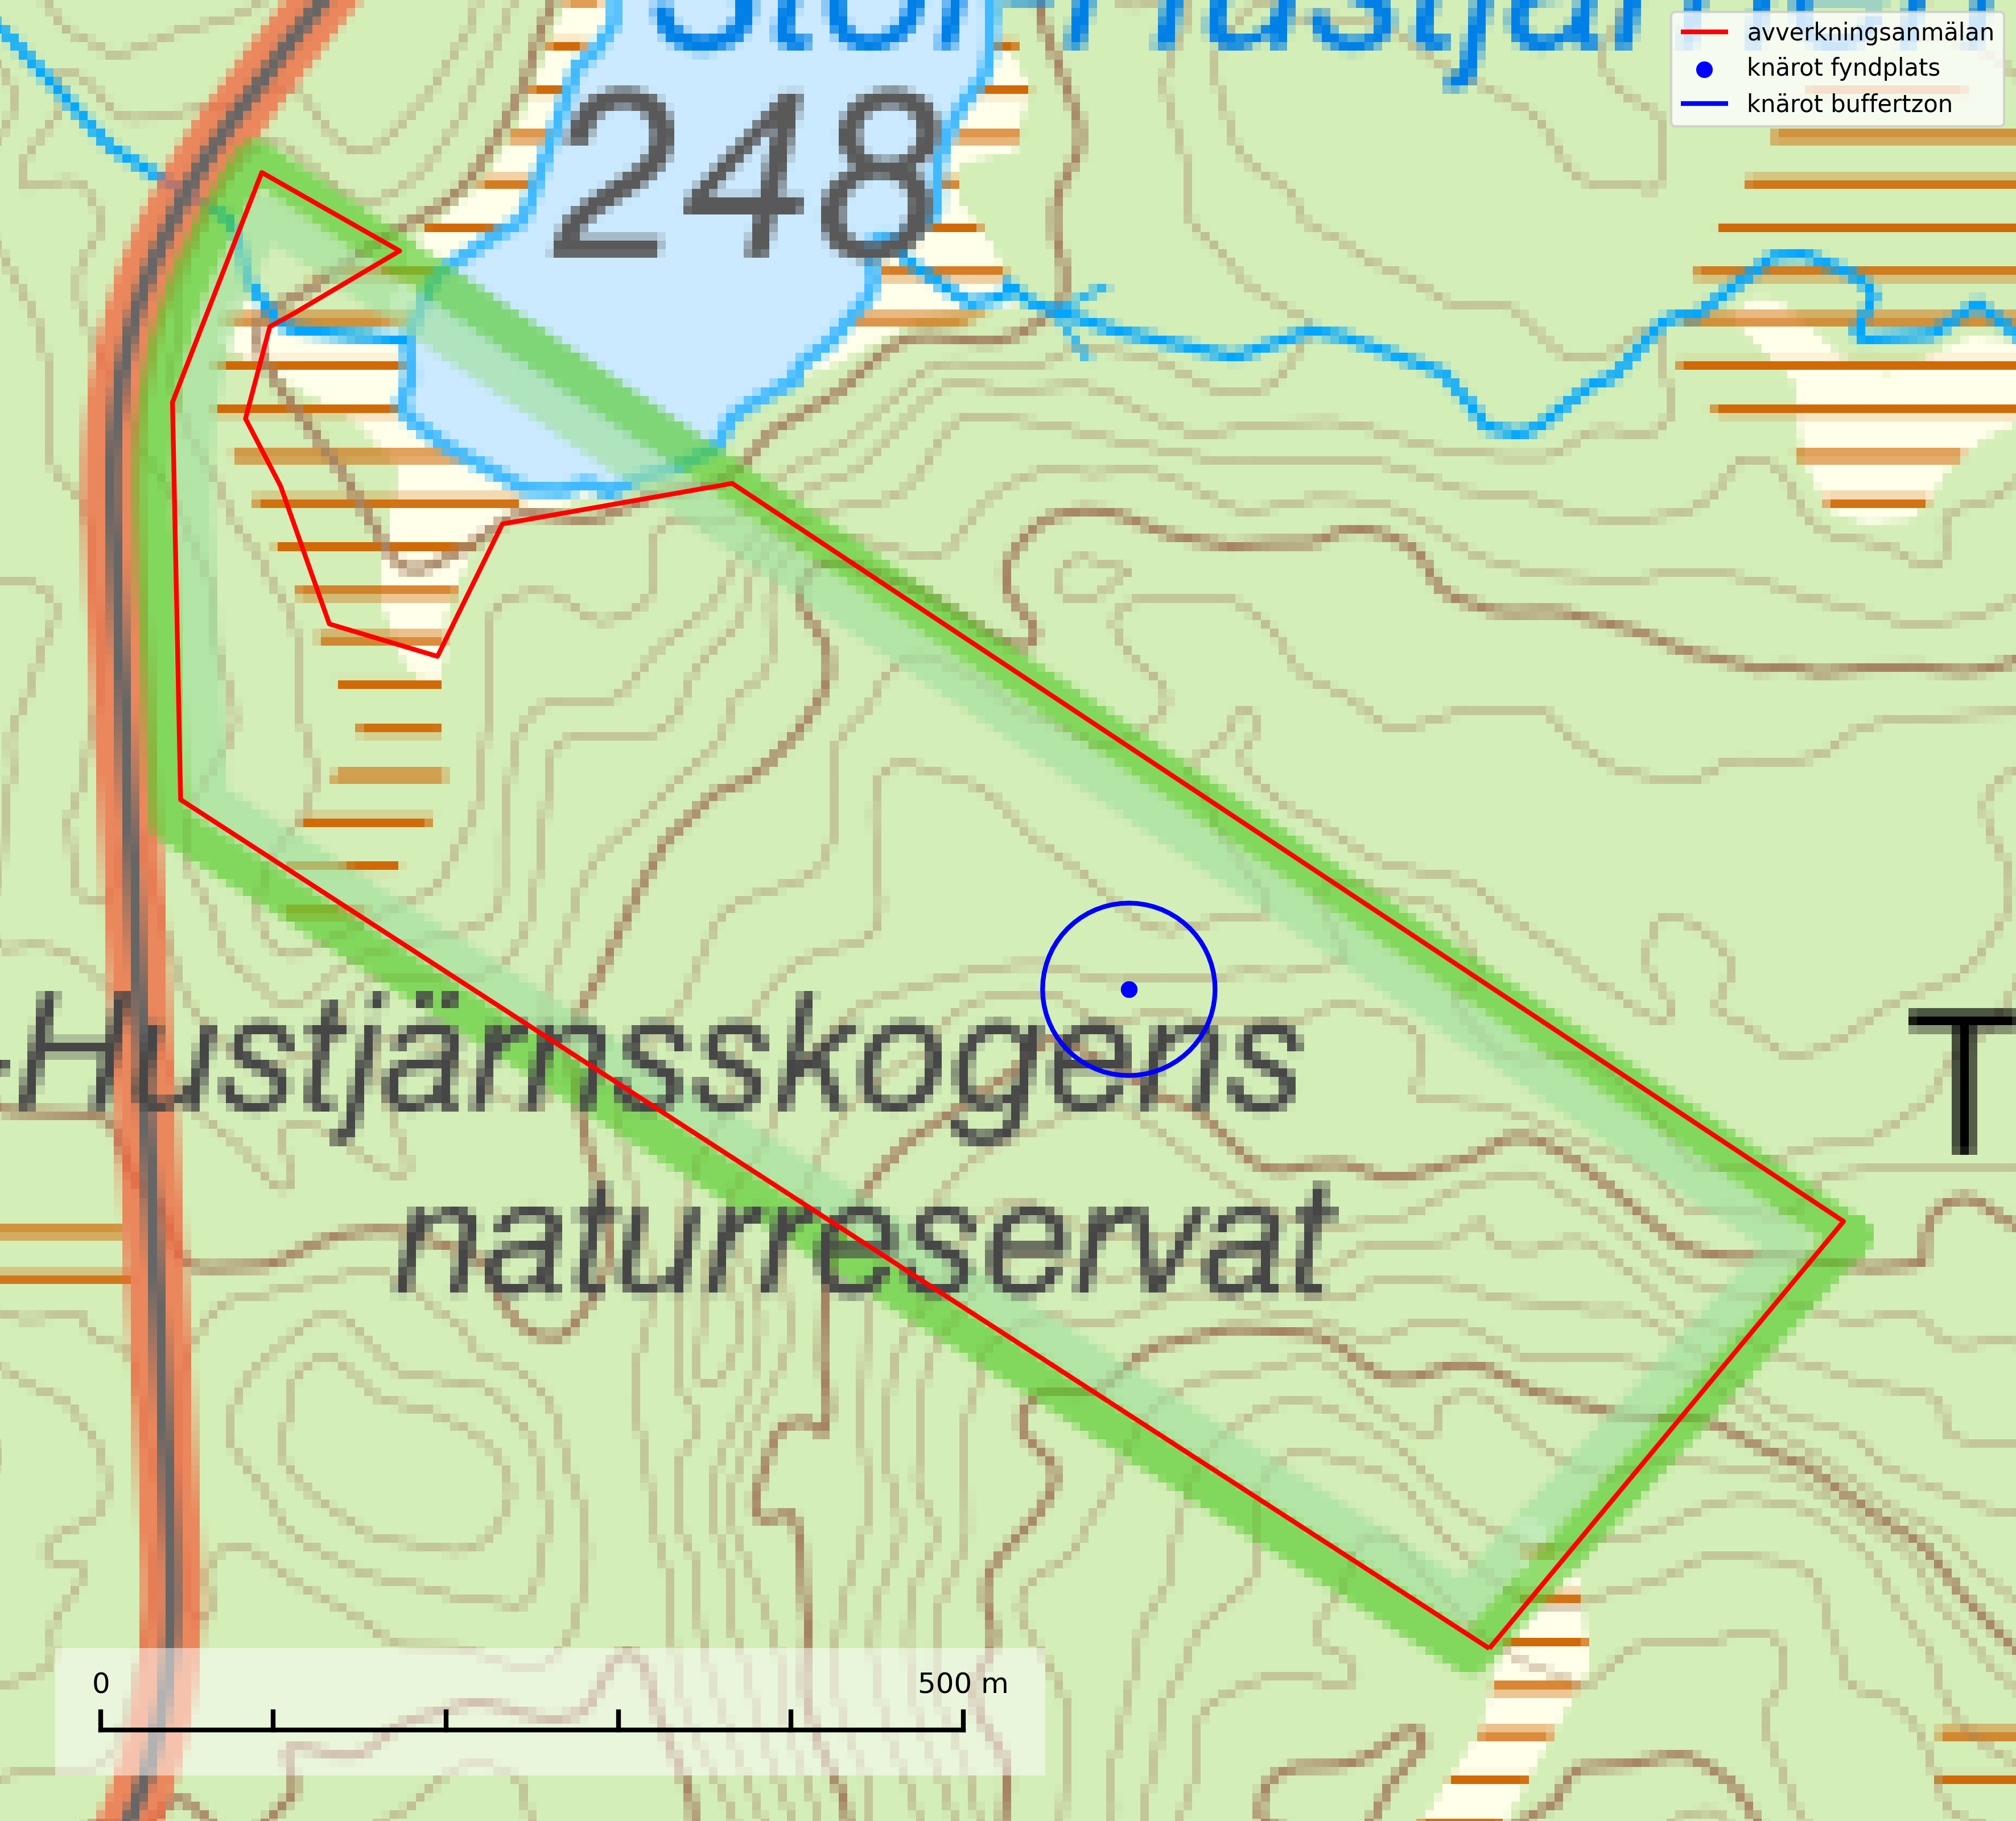 248
avverkningsanmälan
knärot fyndplats
knärot buffertzon
-Hustjärnsskogens
naturreservat
T
0 500 m